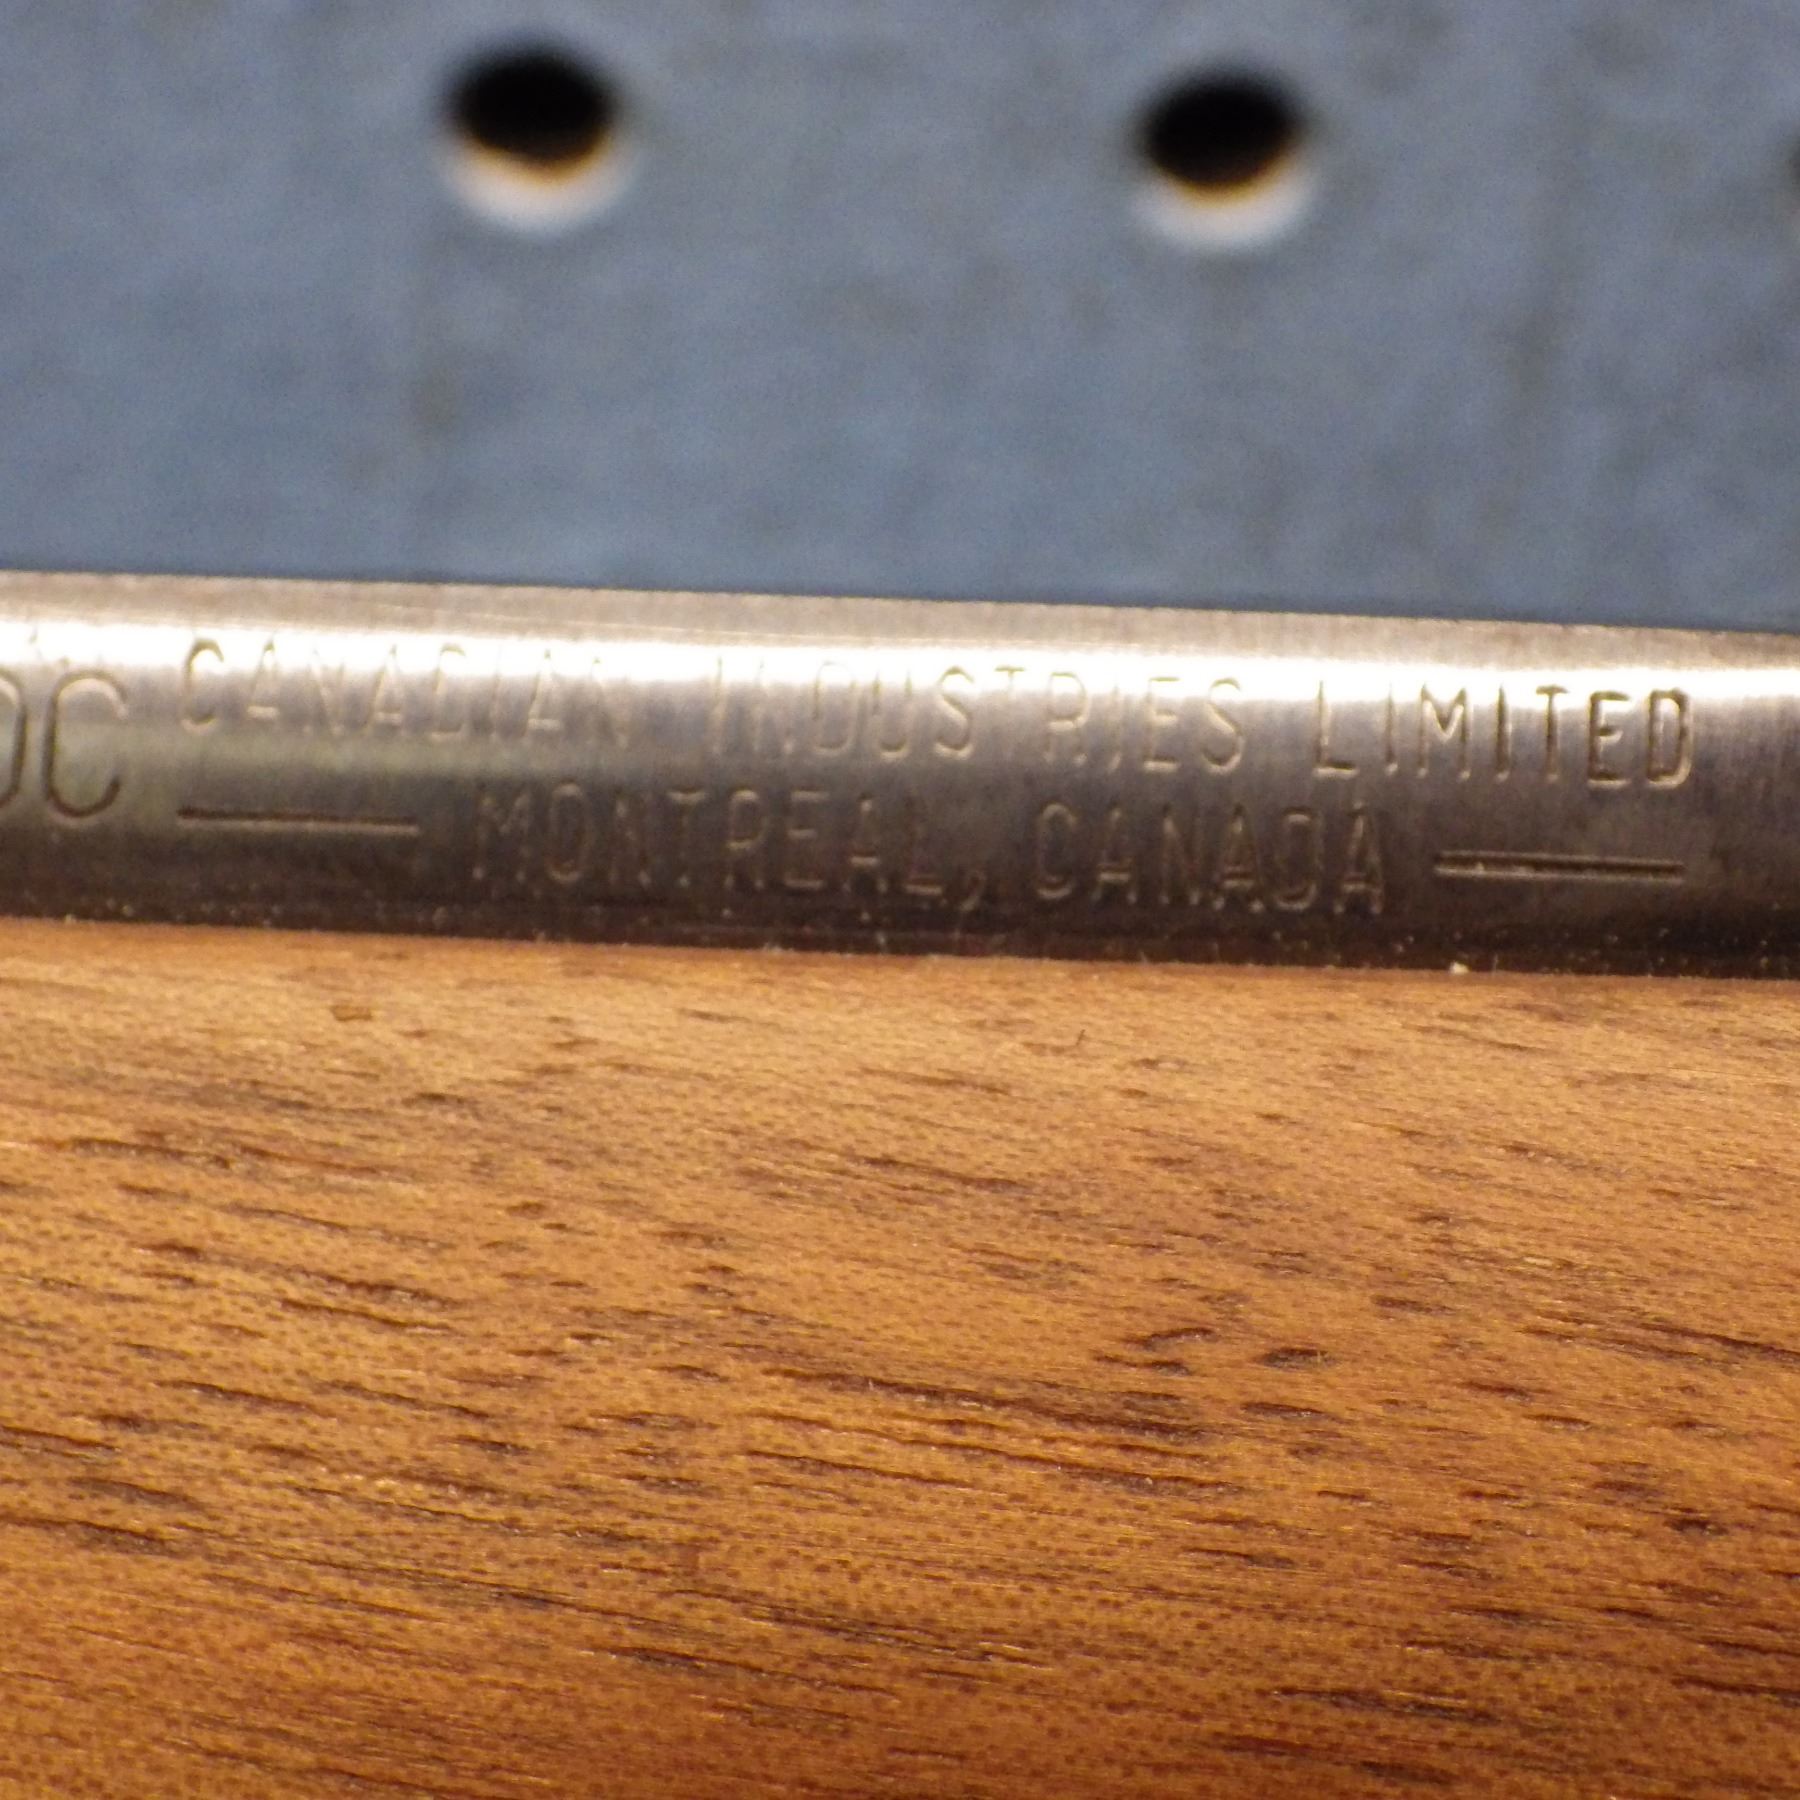 CANADIAN INDUSTRIES LIMITED
— MONTREAL, CANADA —